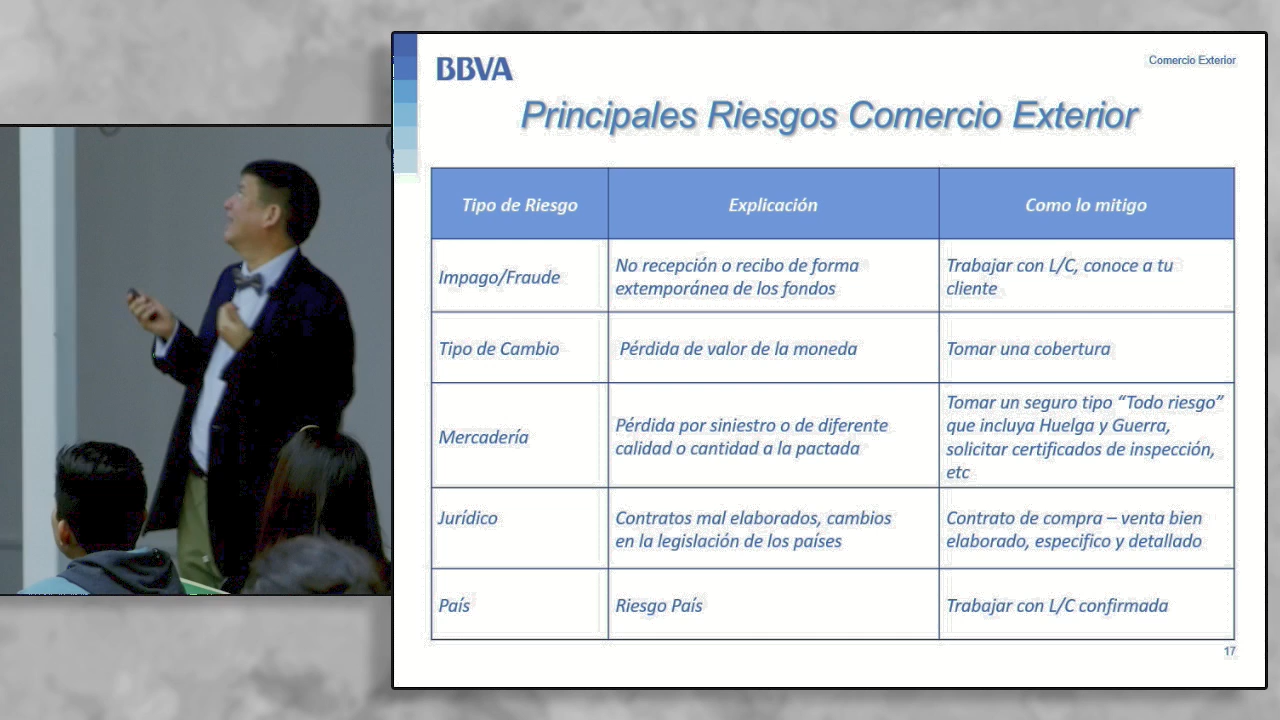 BBVA
Comercio Exterior
Principales Riesgos Comercio Exterior
Tipo de Riesgo
Explicación
Como lo mitigo
Impago/Fraude
No recepción o recibo de forma
extemporánea de los fondos
Trabajar con L/C, conoce a tu
cliente
Tipo de Cambio
Pérdida de valor de la moneda
Tomar una cobertura
Mercadería
Pérdida por siniestro o de diferente
calidad o cantidad a la pactada
Tomar un seguro tipo “Todo riesgo”
que incluya Huelga y Guerra,
solicitar certificados de inspección,
etc
Jurídico
Contratos mal elaborados, cambios
en la legislación de los países
Contrato de compra – venta bien
elaborado, especifico y detallado
País
Riesgo País
Trabajar con L/C confirmada
17